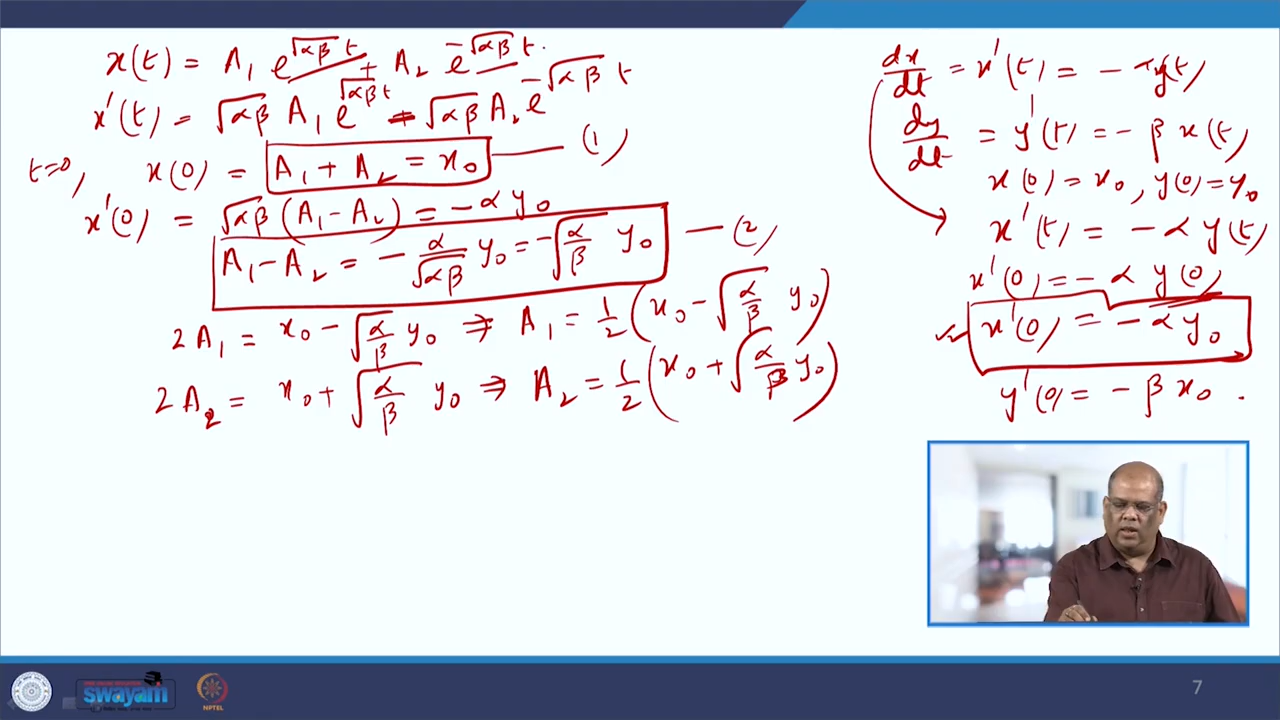 x(t) = A₁ e^{√αβ t} + A₂ e^{-√αβ t}.
x'(t) = √αβ A₁ e^{√αβ t} - √αβ A₂ e^{-√αβ t}
t=0, x(0) = A₁ + A₂ = x₀ — (1)
x'(0) = √αβ (A₁ - A₂) = -α y₀
A₁ - A₂ = - α/√αβ y₀ = -√(α/β) y₀ — (2)
2A₁ = x₀ - √(α/β) y₀ ⇒ A₁ = 1/2 (x₀ - √(α/β) y₀)
2A₂ = x₀ + √(α/β) y₀ ⇒ A₂ = 1/2 (x₀ + √(α/β) y₀)
dx/dt = x'(t) = - αy(t)
dy/dt = y'(t) = - β x(t)
x(0) = x₀, y(0) = y₀
x'(t) = - α y(t)
x'(0) = - α y(0)
x'(0) = - α y₀
y'(0) = - β x₀.
swayam
NPTEL
7